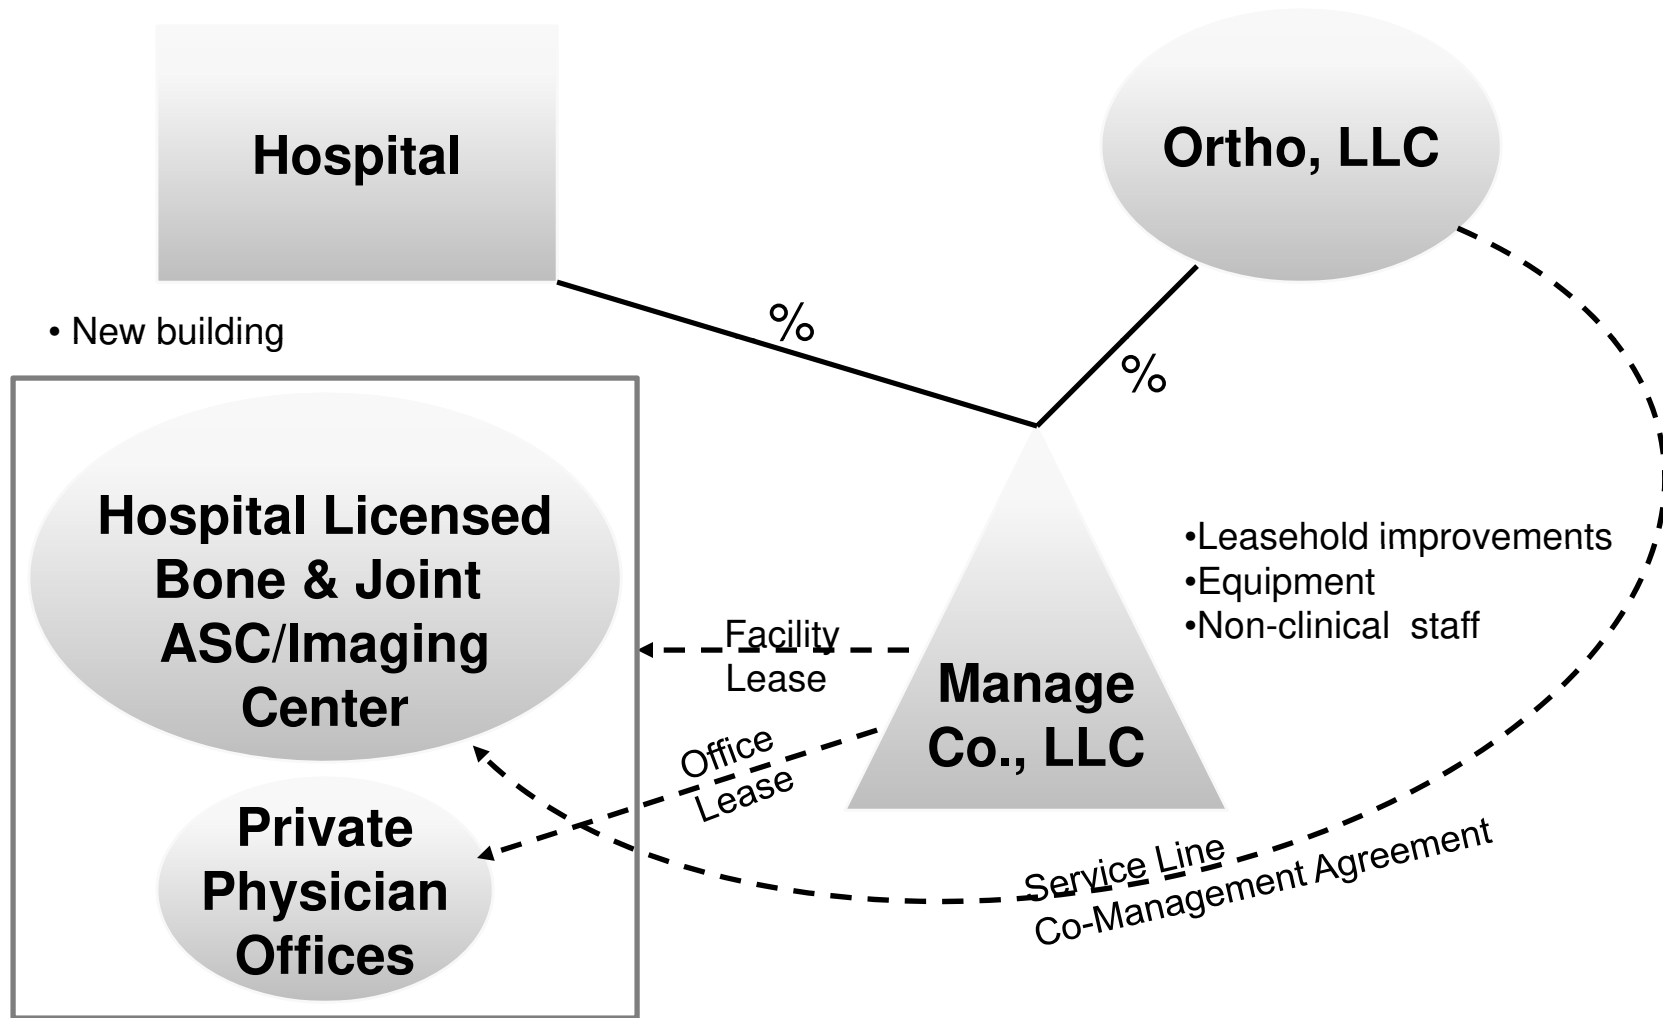 Hospital
Ortho, LLC
%
%
• New building
Hospital Licensed
Bone & Joint
ASC/Imaging
Center
Private
Physician
Offices
Facility
Lease
Office
Lease
Manage
Co., LLC
•Leasehold improvements
•Equipment
•Non-clinical staff
Service Line
Co-Management Agreement